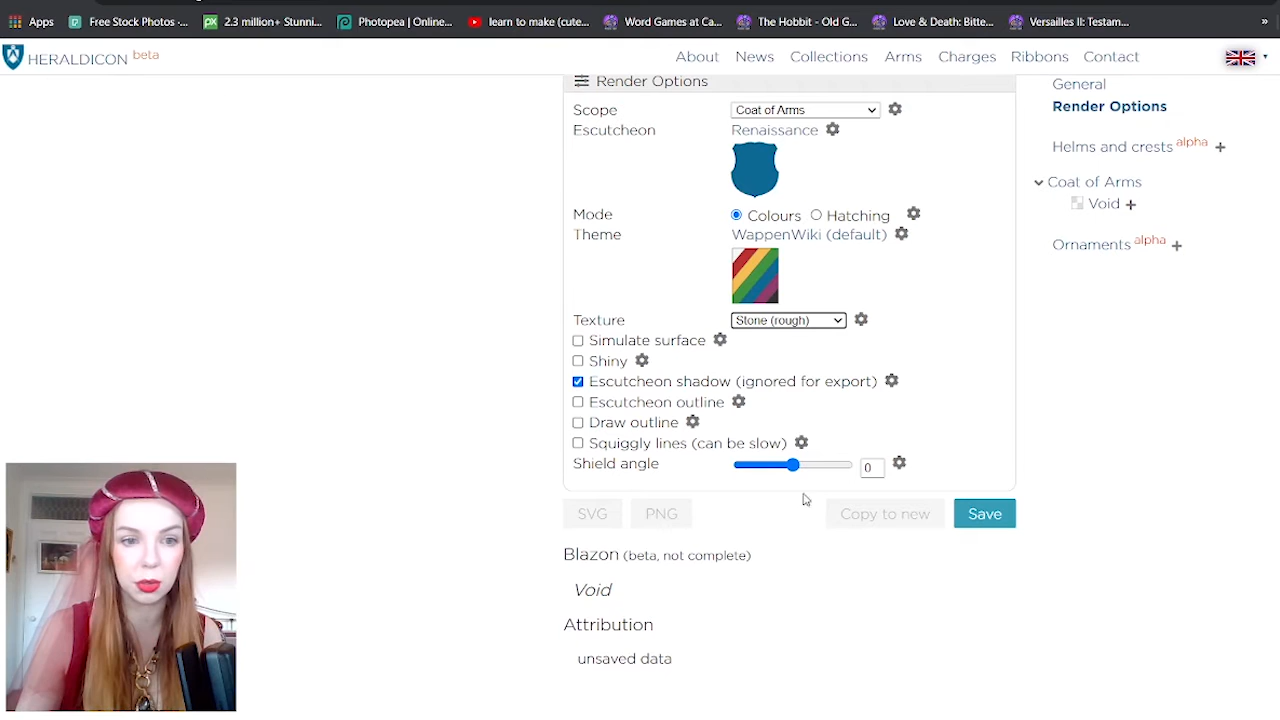 Apps Free Stock Photos ·... 2.3 million+ Stunni... Photopea | Online... learn to make (cute... Word Games at Ca... The Hobbit - Old G... Love & Death: Bitte... Versailles II: Testam... »
HERALDICON beta About News Collections Arms Charges Ribbons Contact
Render Options
Scope Coat of Arms
Escutcheon Renaissance
Mode Colours Hatching
Theme WappenWiki (default)
Texture Stone (rough)
Simulate surface
Shiny
Escutcheon shadow (ignored for export)
Escutcheon outline
Draw outline
Squiggly lines (can be slow)
Shield angle 0
SVG PNG Copy to new Save
Blazon (beta, not complete)
Void
Attribution
unsaved data
General
Render Options
Helms and crests alpha +
Coat of Arms
Void +
Ornaments alpha +